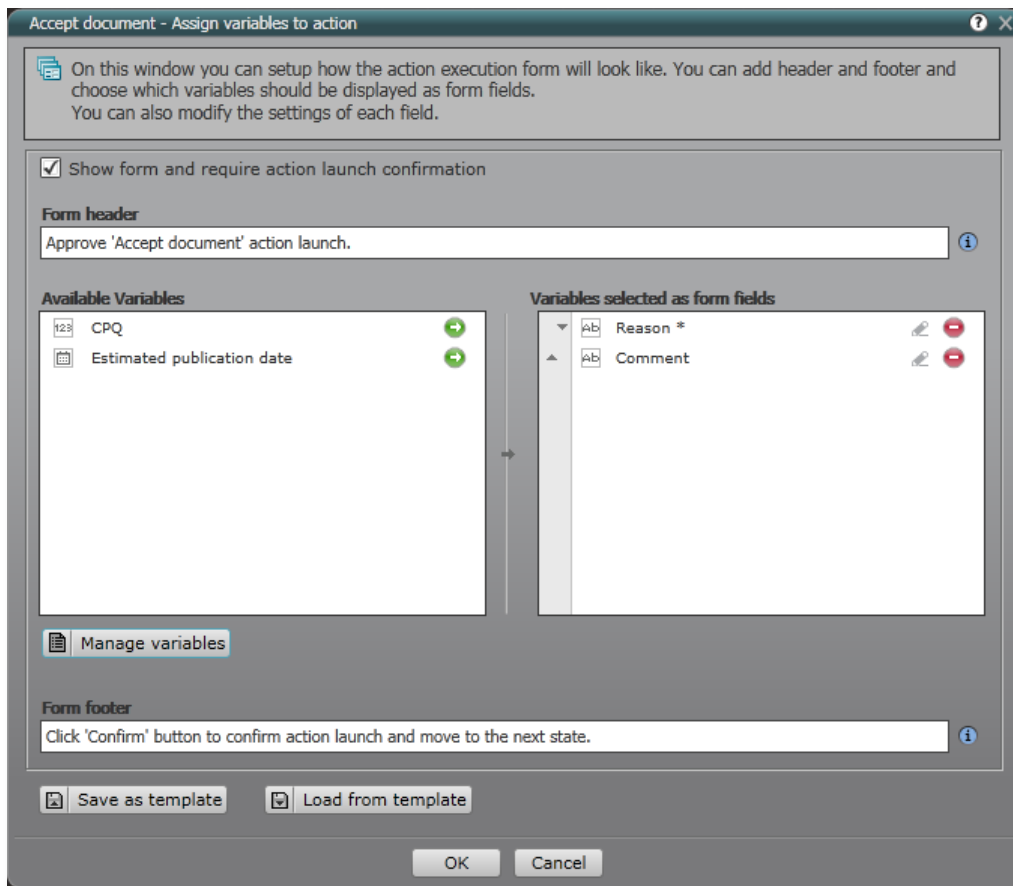 Accept document - Assign variables to action
?
On this window you can setup how the action execution form will look like. You can add header and footer and
choose which variables should be displayed as form fields.
You can also modify the settings of each field.
Show form and require action launch confirmation
Form header
Approve 'Accept document' action launch.
i
Available Variables
Variables selected as form fields
123 CPQ
Ab Reason *
Estimated publication date
Ab Comment
Manage variables
Form footer
Click 'Confirm' button to confirm action launch and move to the next state.
i
Save as template
Load from template
OK
Cancel